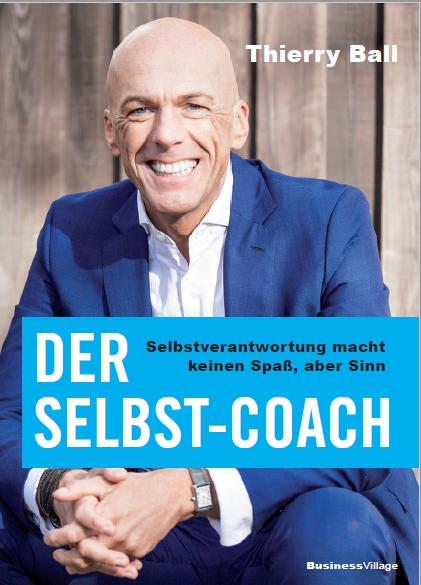 Thierry Ball
Selbstverantwortung macht
keinen Spaß, aber Sinn
DER
SELBST-COACH
BusinessVillage